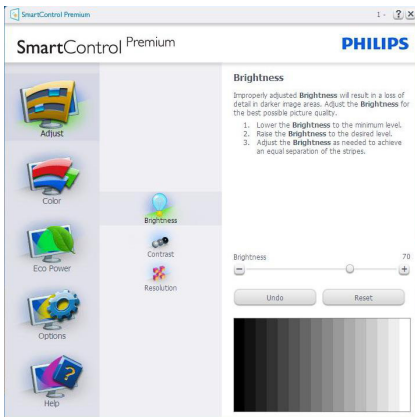 SmartControl Premium
1 - ? X
SmartControl Premium
PHILIPS
Adjust
Color
Eco Power
Options
Help
Brightness
Contrast
Resolution
Brightness
Improperly adjusted Brightness will result in a loss of
detail in darker image areas. Adjust the Brightness for
the best possible picture quality.
1. Lower the Brightness to the minimum level.
2. Raise the Brightness to the desired level.
3. Adjust the Brightness as needed to achieve
an equal separation of the stripes.
Brightness 70
Undo Reset